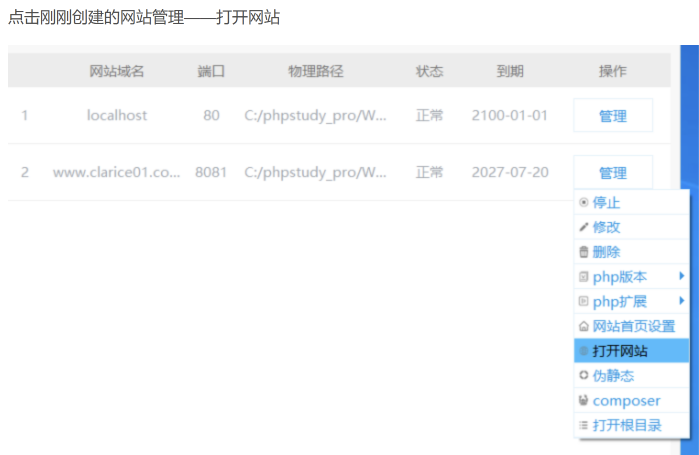 点击刚刚创建的网站管理——打开网站
网站域名 端口 物理路径 状态 到期 操作
1 localhost 80 C:/phpstudy_pro/W... 正常 2100-01-01 管理
2 www.clarice01.co... 8081 C:/phpstudy_pro/W... 正常 2027-07-20 管理
停止
修改
删除
php版本
php扩展
网站首页设置
打开网站
伪静态
composer
打开根目录